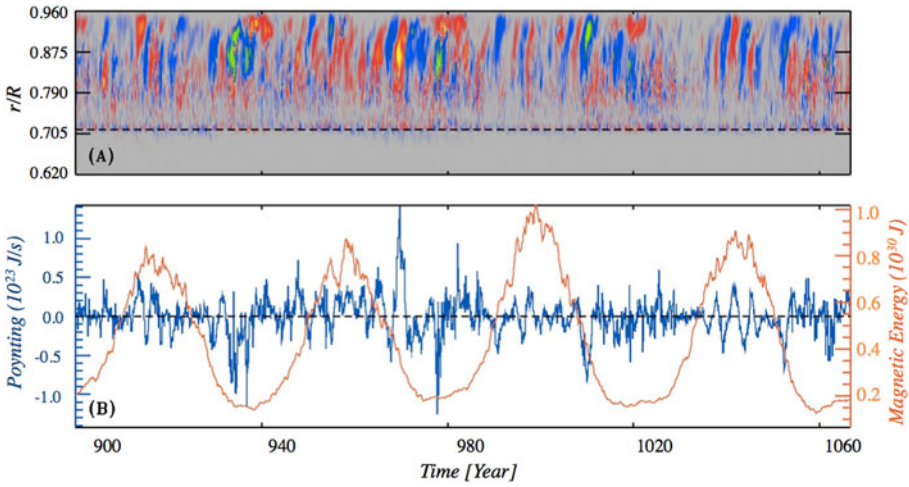 0.960
0.875
0.790
0.705
0.620
r/R
(A)
1.0
0.5
0.0
-0.5
-1.0
Poynting (10²³ J/s)
(B)
1.0
0.8
0.6
0.4
0.2
Magnetic Energy (10³⁰ J)
900 940 980 1020 1060
Time [Year]